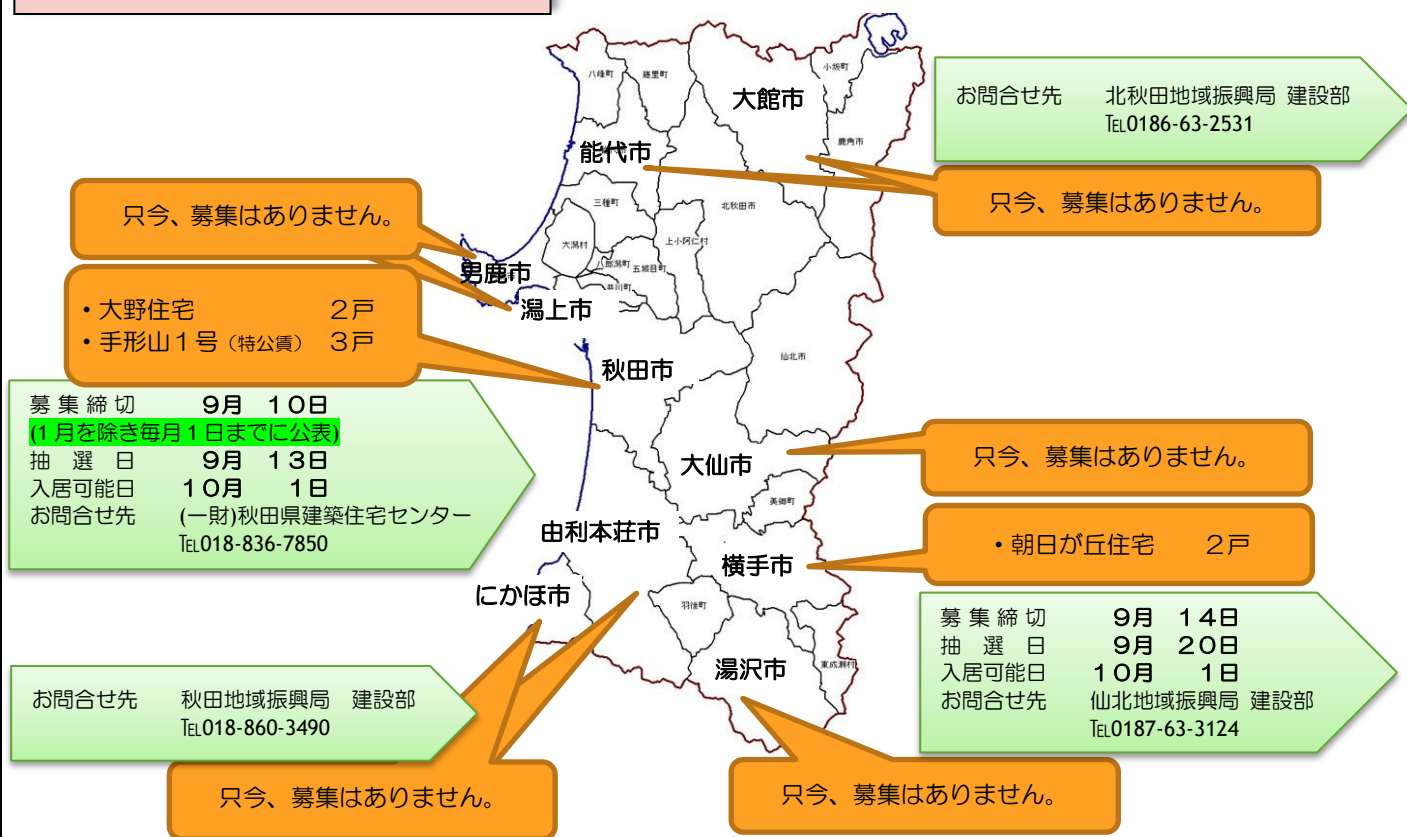 八峰町
藤里町
小坂町
大館市
鹿角市
能代市
三種町
北秋田市
大潟村
上小阿仁村
八郎潟町
五城目町
井川町
男鹿市
潟上市
秋田市
仙北市
大仙市
美郷町
由利本荘市
横手市
にかほ市
羽後町
湯沢市
東成瀬村
お問合せ先 北秋田地域振興局 建設部
℡0186-63-2531
只今、募集はありません。
只今、募集はありません。
・大野住宅 2戸
・手形山1号(特公賃) 3戸
募集締切 9月 10日
(1月を除き毎月1日までに公表)
抽選日 9月 13日
入居可能日 10月 1日
お問合せ先 (一財)秋田県建築住宅センター
℡018-836-7850
只今、募集はありません。
・朝日が丘住宅 2戸
募集締切 9月 14日
抽選日 9月 20日
入居可能日 10月 1日
お問合せ先 仙北地域振興局 建設部
℡0187-63-3124
お問合せ先 秋田地域振興局 建設部
℡018-860-3490
只今、募集はありません。
只今、募集はありません。